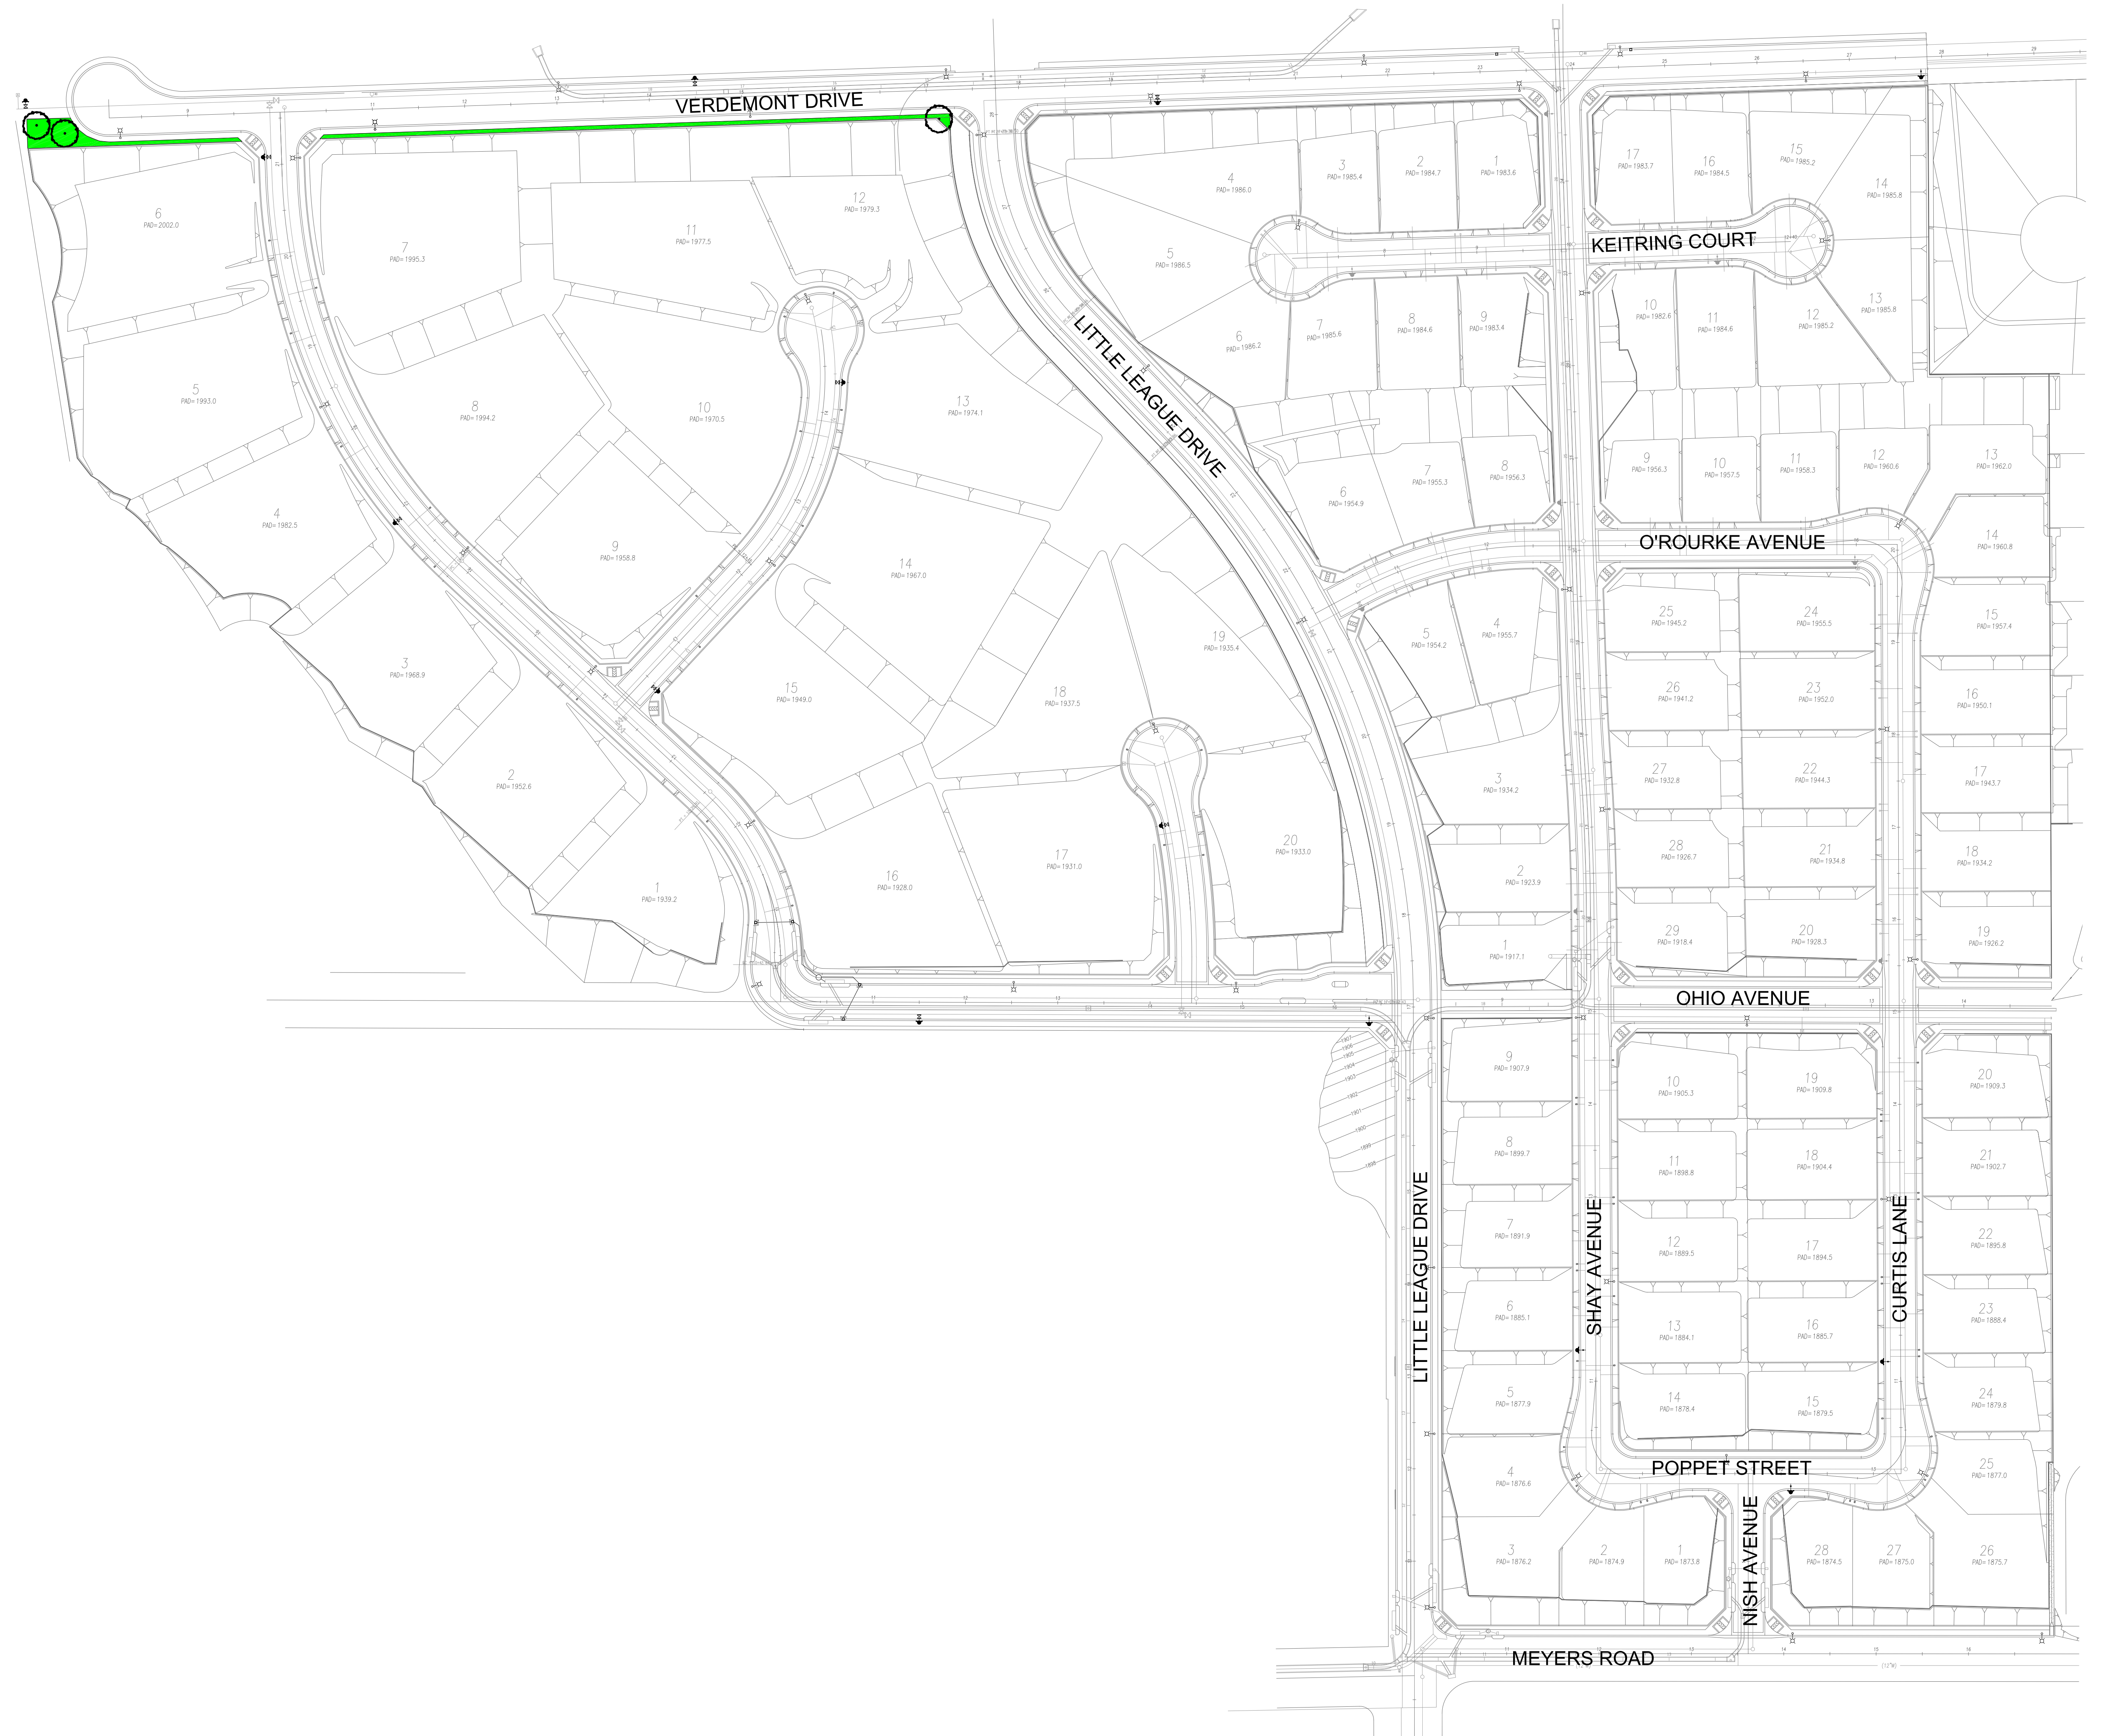 VERDEMONT DRIVE
6
PAD=2002.0
7
PAD=1995.3
11
PAD=1977.5
12
PAD=1979.3
5
PAD=1993.0
8
PAD=1994.2
10
PAD=1970.5
13
PAD=1974.1
4
PAD=1982.5
9
PAD=1958.8
14
PAD=1967.0
3
PAD=1968.9
15
PAD=1949.0
18
PAD=1937.5
19
PAD=1935.4
2
PAD=1952.6
1
PAD=1939.2
16
PAD=1928.0
17
PAD=1931.0
20
PAD=1933.0
LITTLE LEAGUE DRIVE
4
PAD=1986.0
3
PAD=1985.4
2
PAD=1984.7
1
PAD=1983.6
5
PAD=1986.5
6
PAD=1986.2
7
PAD=1985.6
8
PAD=1984.6
9
PAD=1983.4
17
PAD=1983.7
16
PAD=1984.5
15
PAD=1985.2
14
PAD=1985.8
KEITRING COURT
10
PAD=1982.6
11
PAD=1984.6
12
PAD=1985.2
13
PAD=1985.8
6
PAD=1954.9
7
PAD=1955.3
8
PAD=1956.3
9
PAD=1956.3
10
PAD=1957.5
11
PAD=1958.3
12
PAD=1960.6
13
PAD=1962.0
O'ROURKE AVENUE
14
PAD=1960.8
5
PAD=1954.2
4
PAD=1955.7
25
PAD=1945.2
24
PAD=1955.5
15
PAD=1957.4
26
PAD=1941.2
23
PAD=1952.0
16
PAD=1950.1
3
PAD=1934.2
27
PAD=1932.8
22
PAD=1944.3
17
PAD=1943.7
2
PAD=1923.9
28
PAD=1926.7
21
PAD=1934.8
18
PAD=1934.2
1
PAD=1917.1
29
PAD=1918.4
20
PAD=1928.3
19
PAD=1926.2
OHIO AVENUE
1907
1906
1905
1904
1903
1902
1901
1900
1899
1898
9
PAD=1907.9
10
PAD=1905.3
19
PAD=1909.8
20
PAD=1909.3
8
PAD=1899.7
11
PAD=1898.8
18
PAD=1904.4
21
PAD=1902.7
LITTLE LEAGUE DRIVE
SHAY AVENUE
CURTIS LANE
7
PAD=1891.9
12
PAD=1889.5
17
PAD=1894.5
22
PAD=1895.8
6
PAD=1885.1
13
PAD=1884.1
16
PAD=1885.7
23
PAD=1888.4
5
PAD=1877.9
14
PAD=1878.4
15
PAD=1879.5
24
PAD=1879.8
POPPET STREET
4
PAD=1876.6
25
PAD=1877.0
NISH AVENUE
3
PAD=1876.2
2
PAD=1874.9
1
PAD=1873.8
28
PAD=1874.5
27
PAD=1875.0
26
PAD=1875.7
MEYERS ROAD
(12"W)